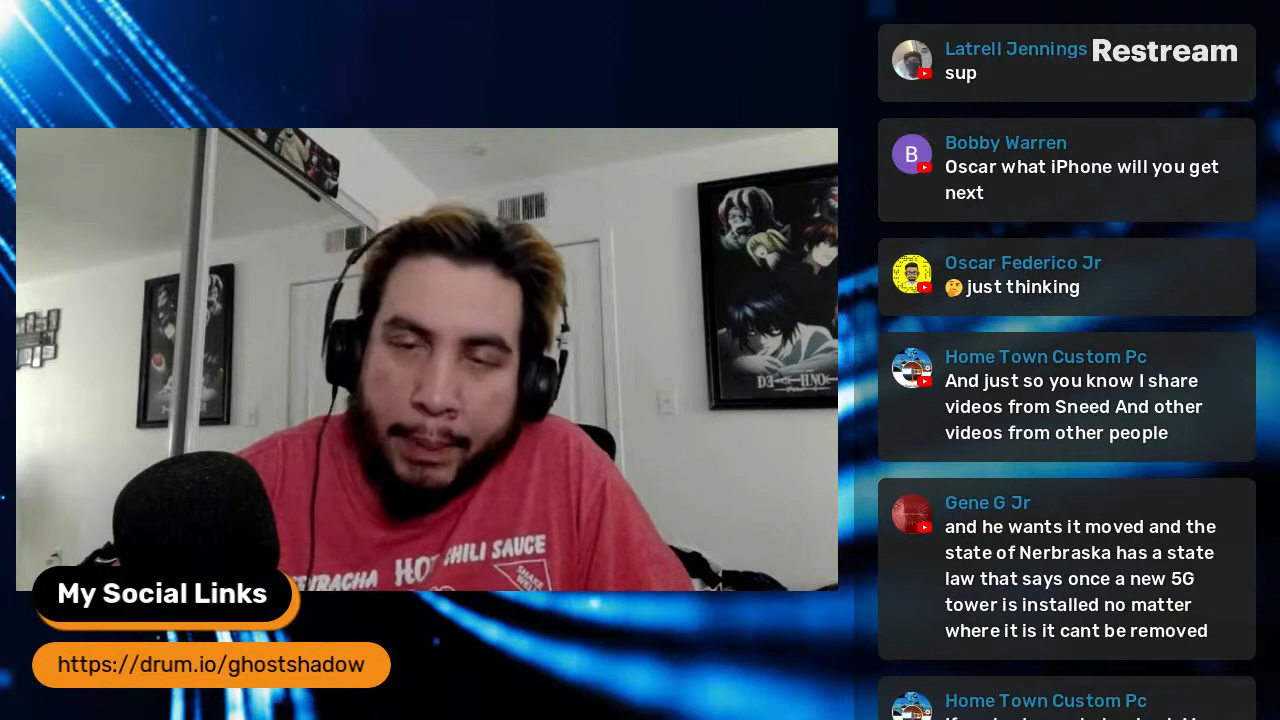 Latrell Jennings
Restream
sup
B
Bobby Warren
Oscar what iPhone will you get
next
Oscar Federico Jr
🤔 just thinking
Home Town Custom Pc
And just so you know I share
videos from Sneed And other
videos from other people
Gene G Jr
and he wants it moved and the
state of Nerbraska has a state
law that says once a new 5G
tower is installed no matter
where it is it cant be removed
Home Town Custom Pc
HOT CHILI SAUCE
My Social Links
https://drum.io/ghostshadow